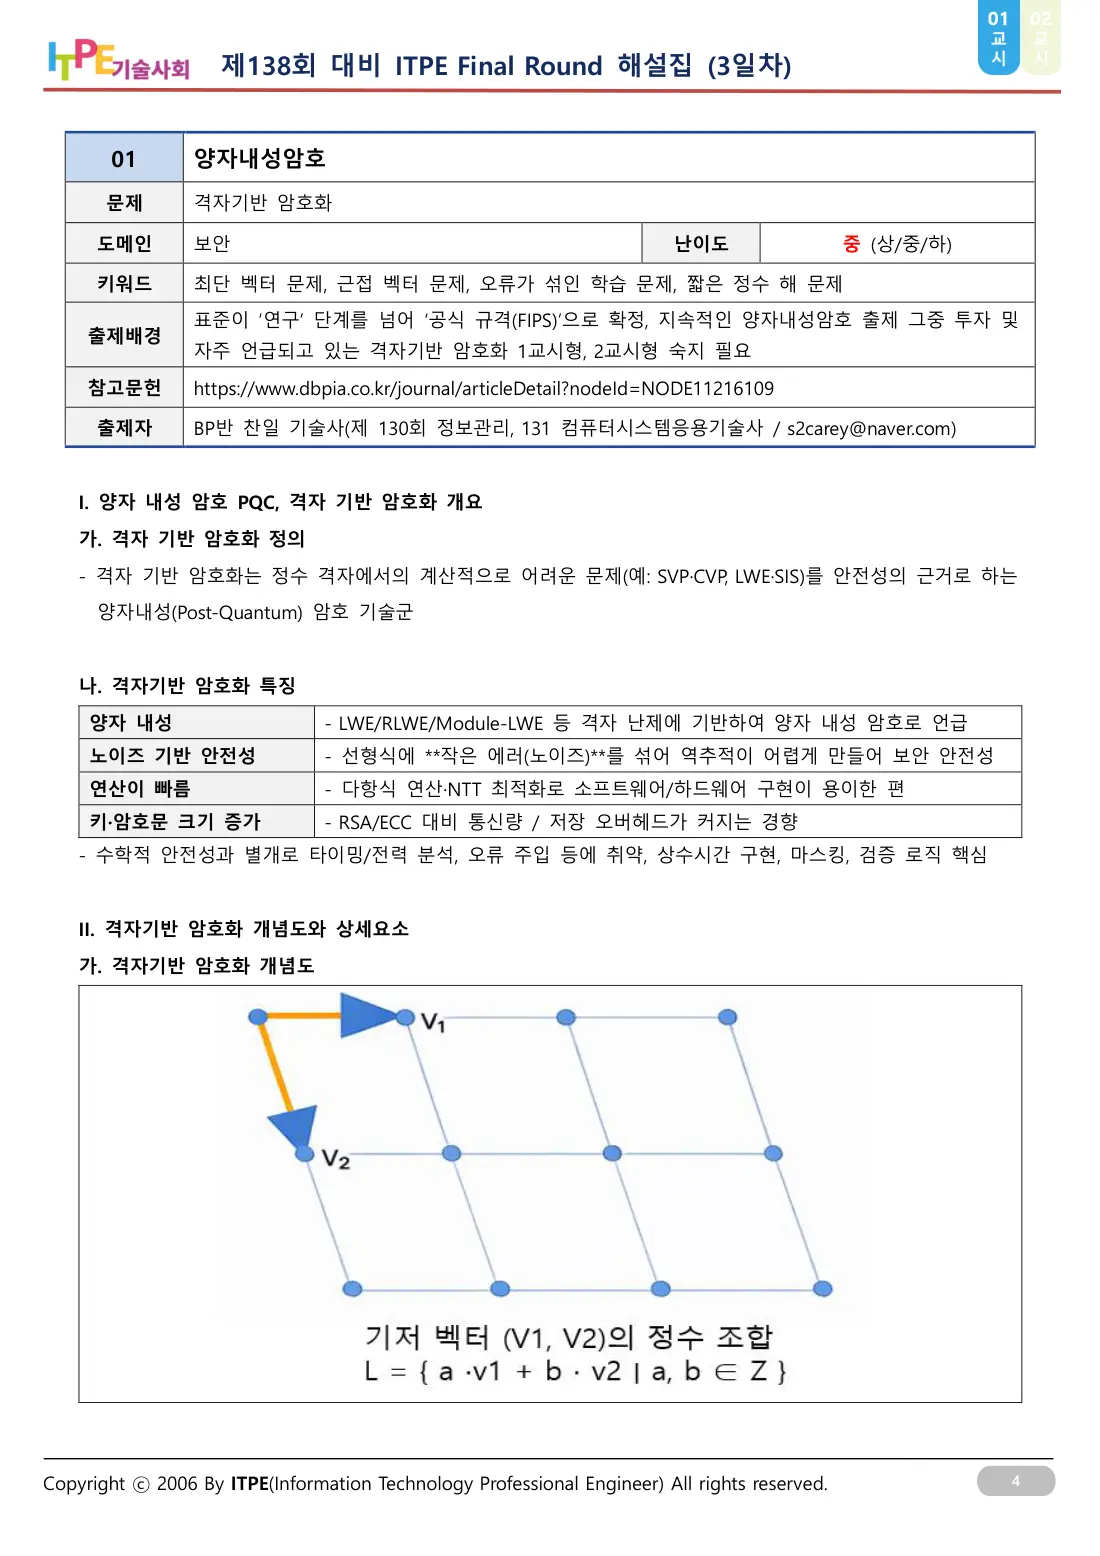 ITPE기술사회 제138회 대비 ITPE Final Round 해설집 (3일차)
01
교
시
02
교
시
01 양자내성암호
문제 격자기반 암호화
도메인 보안 난이도 중 (상/중/하)
키워드 최단 벡터 문제, 근접 벡터 문제, 오류가 섞인 학습 문제, 짧은 정수 해 문제
출제배경 표준이 ‘연구’ 단계를 넘어 ‘공식 규격(FIPS)’으로 확정, 지속적인 양자내성암호 출제 그중 투자 및
자주 언급되고 있는 격자기반 암호화 1교시형, 2교시형 숙지 필요
참고문헌 https://www.dbpia.co.kr/journal/articleDetail?nodeId=NODE11216109
출제자 BP반 찬일 기술사(제 130회 정보관리, 131 컴퓨터시스템응용기술사 / s2carey@naver.com)
I. 양자 내성 암호 PQC, 격자 기반 암호화 개요
가. 격자 기반 암호화 정의
- 격자 기반 암호화는 정수 격자에서의 계산적으로 어려운 문제(예: SVP·CVP, LWE·SIS)를 안전성의 근거로 하는
양자내성(Post-Quantum) 암호 기술군
나. 격자기반 암호화 특징
양자 내성 - LWE/RLWE/Module-LWE 등 격자 난제에 기반하여 양자 내성 암호로 언급
노이즈 기반 안전성 - 선형식에 **작은 에러(노이즈)**를 섞어 역추적이 어렵게 만들어 보안 안전성
연산이 빠름 - 다항식 연산·NTT 최적화로 소프트웨어/하드웨어 구현이 용이한 편
키·암호문 크기 증가 - RSA/ECC 대비 통신량 / 저장 오버헤드가 커지는 경향
- 수학적 안전성과 별개로 타이밍/전력 분석, 오류 주입 등에 취약, 상수시간 구현, 마스킹, 검증 로직 핵심
II. 격자기반 암호화 개념도와 상세요소
가. 격자기반 암호화 개념도
V₁
V₂
기저 벡터 (V1, V2)의 정수 조합
L = { a ·v1 + b · v2 | a, b ∈ Z }
Copyright ⓒ 2006 By ITPE(Information Technology Professional Engineer) All rights reserved. 4